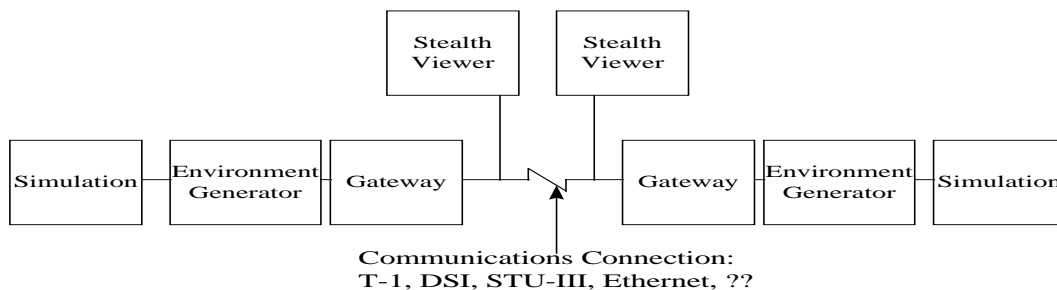 Stealth
Viewer
Stealth
Viewer
Simulation
Environment
Generator
Gateway
Gateway
Environment
Generator
Simulation
Communications Connection:
T-1, DSI, STU-III, Ethernet, ??